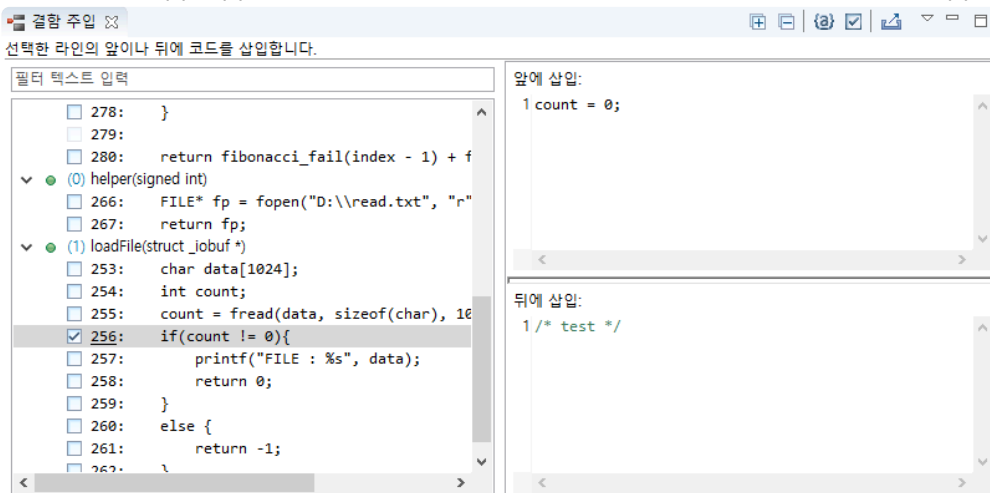 결함 주입
선택한 라인의 앞이나 뒤에 코드를 삽입합니다.
필터 텍스트 입력
278: }
279:
280: return fibonacci_fail(index - 1) + f
(0) helper(signed int)
266: FILE* fp = fopen("D:\\read.txt", "r"
267: return fp;
(1) loadFile(struct _iobuf *)
253: char data[1024];
254: int count;
255: count = fread(data, sizeof(char), 10
256: if(count != 0){
257: printf("FILE : %s", data);
258: return 0;
259: }
260: else {
261: return -1;
262: }
앞에 삽입:
1 count = 0;
뒤에 삽입:
1 /* test */